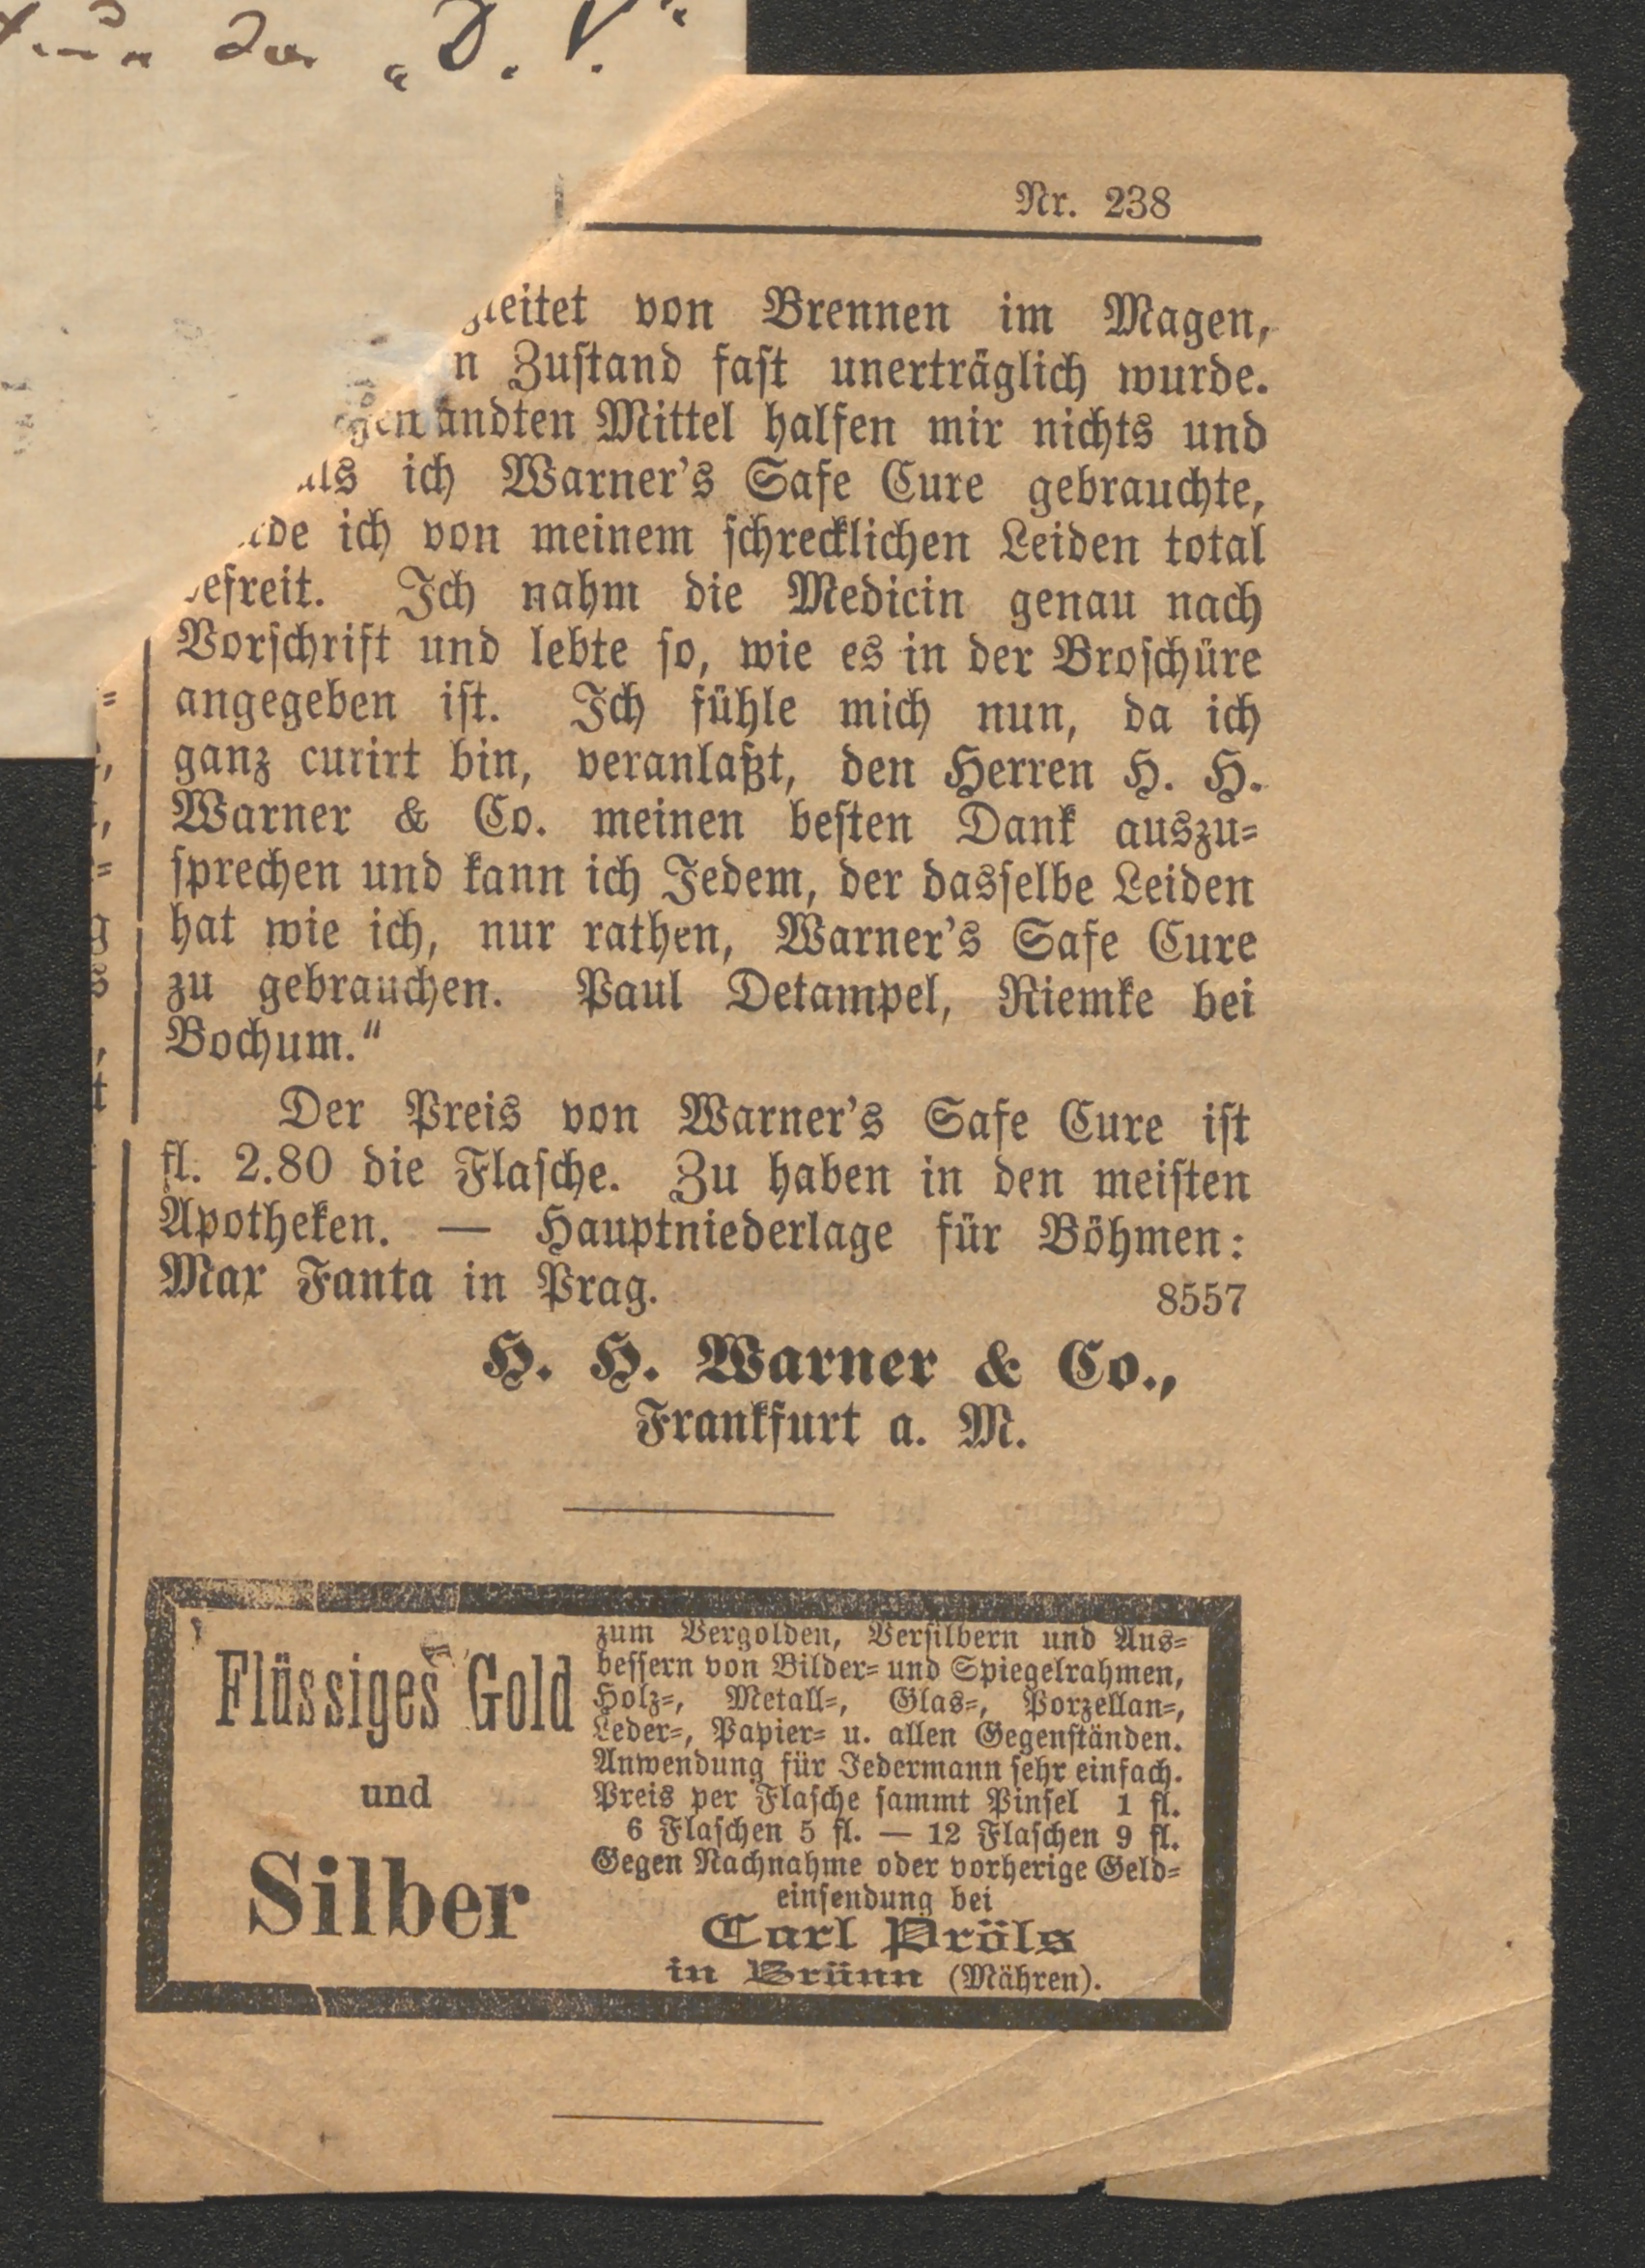 der „D. V.“
Nr. 238
von Brennen im Magen,
n Zustand fast unerträglich wurde.
Mittel halfen mir nichts und
ich Warner's Safe Cure gebrauchte,
ich von meinem schrecklichen Leiden total
befreit. Ich nahm die Medicin genau nach
Vorschrift und lebte so, wie es in der Broschüre
angegeben ist. Ich fühle mich nun, da ich
ganz curirt bin, veranlaßt, den Herren H. H.
Warner & Co. meinen besten Dank auszu-
sprechen und kann ich Jedem, der dasselbe Leiden
hat wie ich, nur rathen, Warner's Safe Cure
zu gebrauchen. Paul Detampel, Riemke bei
Bochum.“
Der Preis von Warner's Safe Cure ist
fl. 2.80 die Flasche. Zu haben in den meisten
Apotheken. — Hauptniederlage für Böhmen:
Max Fanta in Prag. 8557
H. H. Warner & Co.,
Frankfurt a. M.
Flüssiges Gold
und
Silber
zum Vergolden, Versilbern und Aus-
bessern von Bilder- und Spiegelrahmen,
Holz-, Metall-, Glas-, Porzellan-,
Leder-, Papier- u. allen Gegenständen.
Anwendung für Jedermann sehr einfach.
Preis per Flasche sammt Pinsel 1 fl.
6 Flaschen 5 fl. — 12 Flaschen 9 fl.
Gegen Nachnahme oder vorherige Geld-
einsendung bei
Carl Pröls
in Brünn (Mähren).